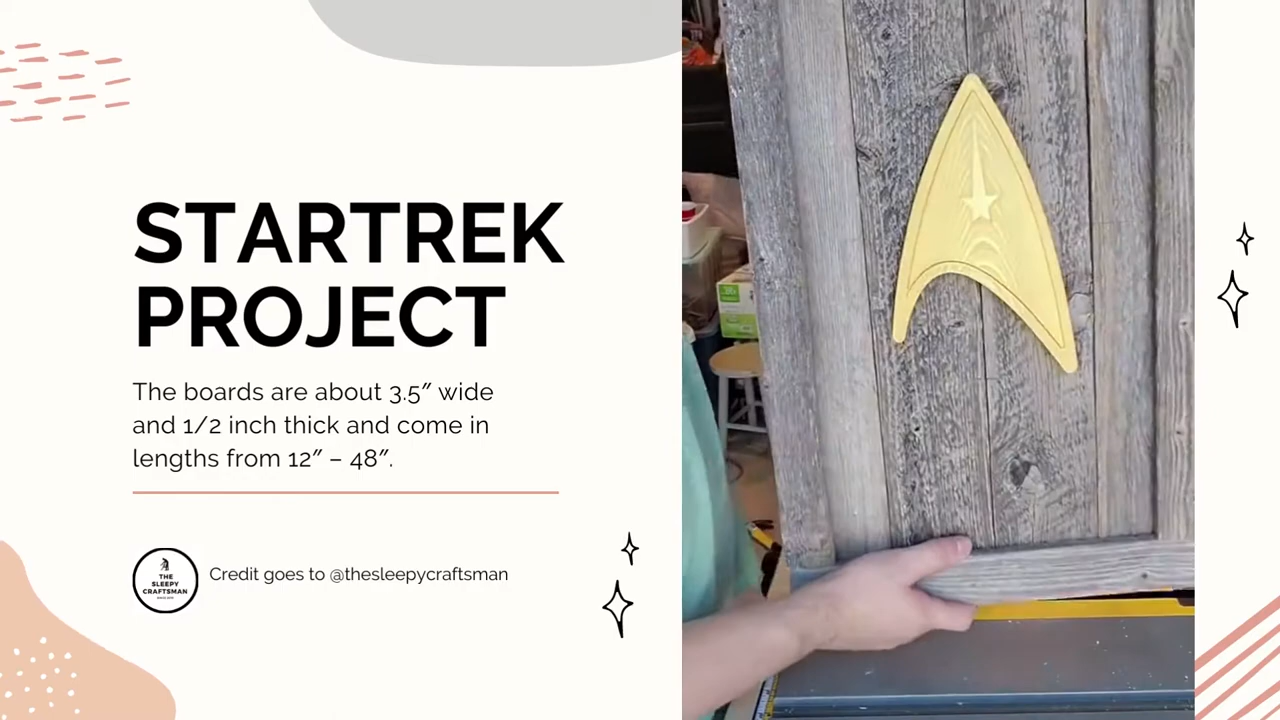 STARTREK
PROJECT
The boards are about 3.5″ wide
and 1/2 inch thick and come in
lengths from 12″ – 48″.
THE
SLEEPY
CRAFTSMAN
Credit goes to @thesleepycraftsman